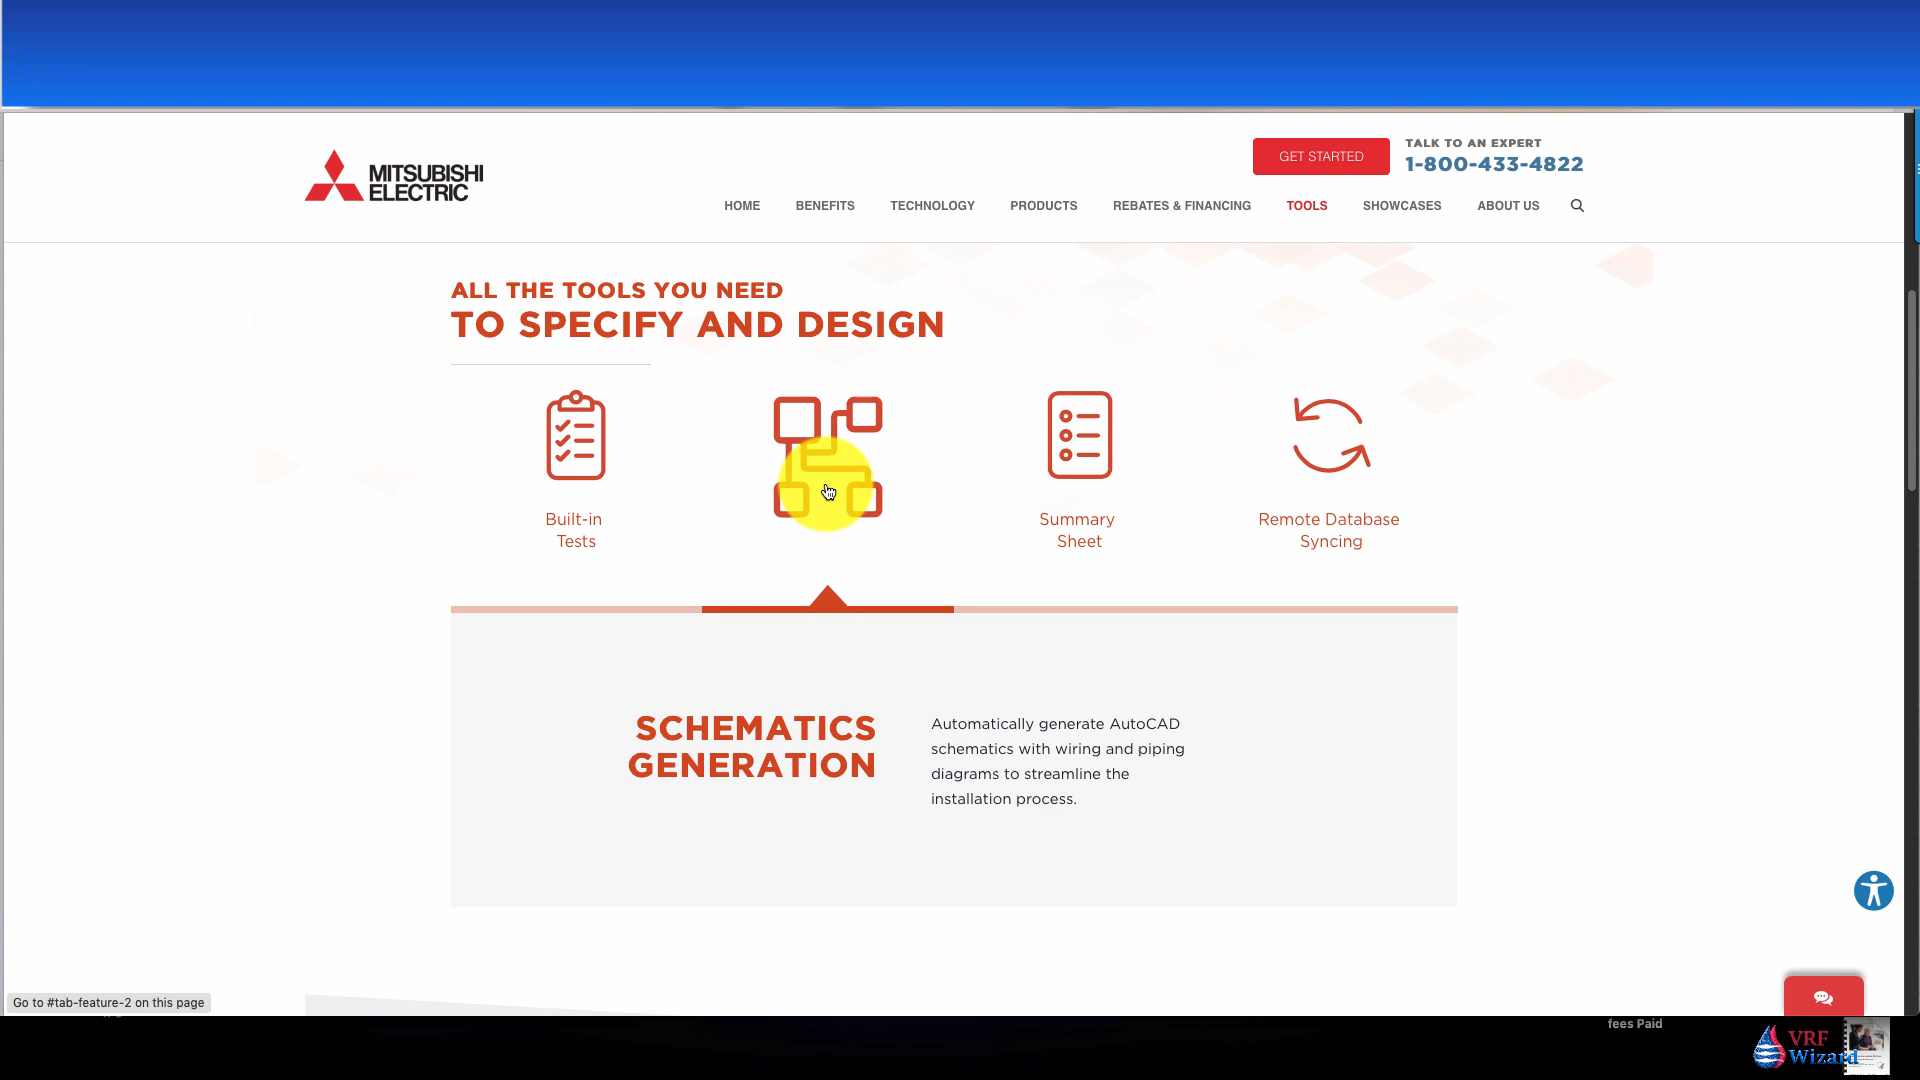 GET STARTED
TALK TO AN EXPERT
1-800-433-4822
MITSUBISHI
ELECTRIC
HOME
BENEFITS
TECHNOLOGY
PRODUCTS
REBATES & FINANCING
TOOLS
SHOWCASES
ABOUT US
ALL THE TOOLS YOU NEED
TO SPECIFY AND DESIGN
Built-in
Tests
Summary
Sheet
Remote Database
Syncing
SCHEMATICS
GENERATION
Automatically generate AutoCAD
schematics with wiring and piping
diagrams to streamline the
installation process.
Go to #tab-feature-2 on this page
fees Paid
VRF
Wizard